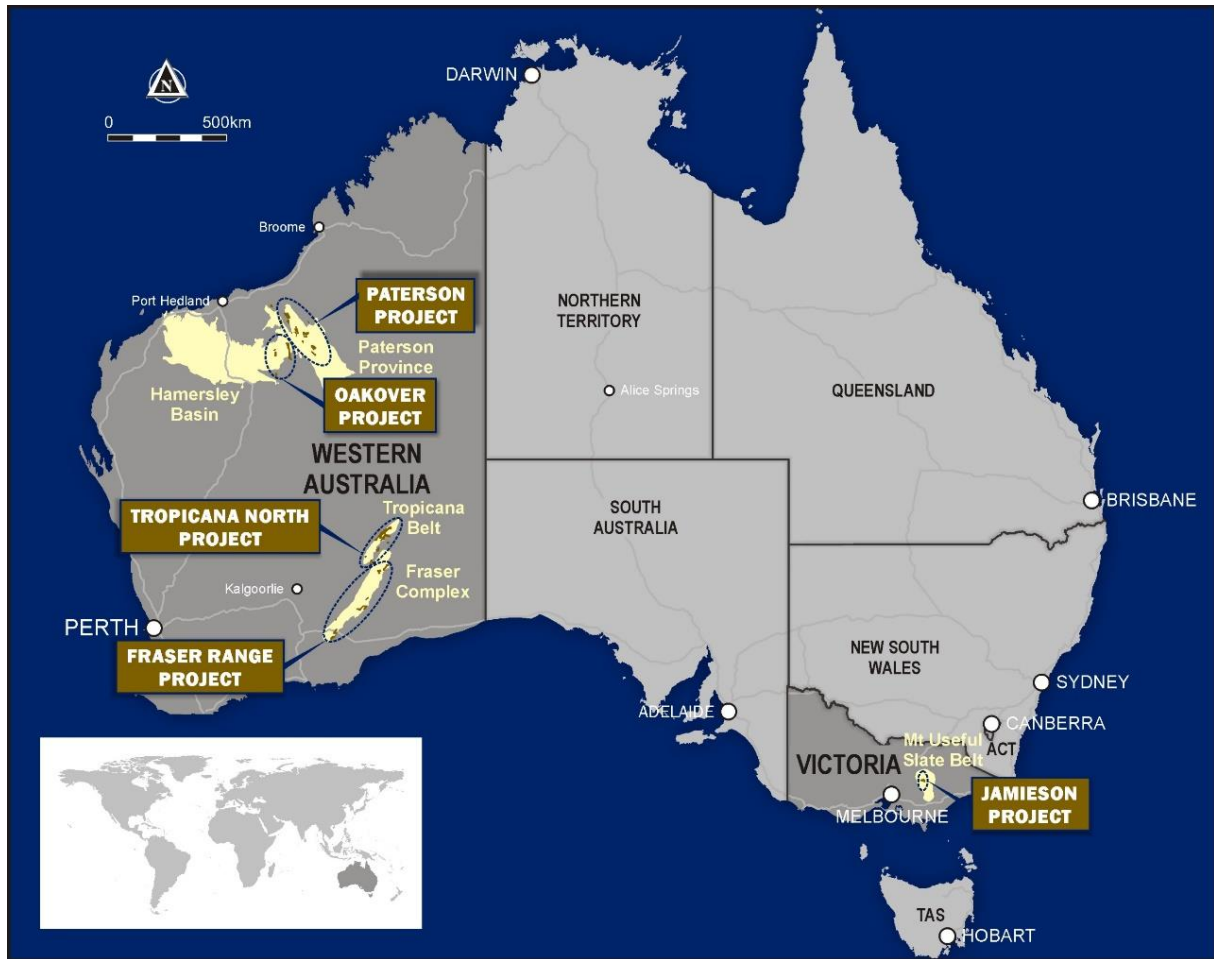 DARWIN
N
0 500km
Broome
Port Hedland
PATERSON
PROJECT
Paterson
Province
Hamersley
Basin
OAKOVER
PROJECT
NORTHERN
TERRITORY
Alice Springs
QUEENSLAND
WESTERN
AUSTRALIA
BRISBANE
TROPICANA NORTH
PROJECT
Tropicana
Belt
SOUTH
AUSTRALIA
Kalgoorlie
Fraser
Complex
PERTH
FRASER RANGE
PROJECT
NEW SOUTH
WALES
SYDNEY
ADELAIDE
CANBERRA
ACT
Mt Useful
Slate Belt
VICTORIA
JAMIESON
PROJECT
MELBOURNE
TAS
HOBART